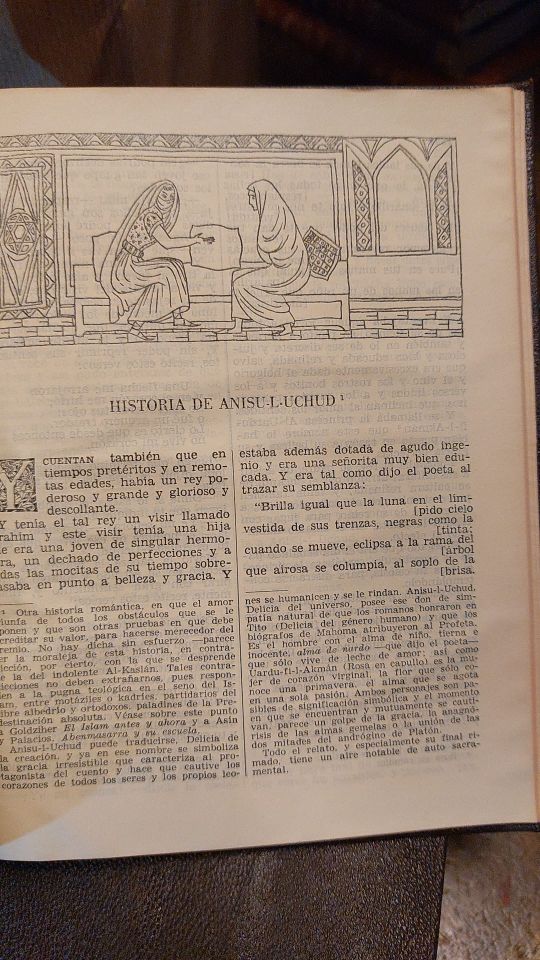 HISTORIA DE ANISU-L-UCHUD ¹
Y CUENTAN también que en
tiempos pretéritos y en remo-
tas edades, había un rey po-
deroso y grande y glorioso y
descollante.
Y tenía el tal rey un visir llamado
rahim y este visir tenía una hija
e era una joven de singular hermo-
ra, un dechado de perfecciones y a
das las mocitas de su tiempo sobre-
asaba en punto a belleza y gracia. Y
estaba además dotada de agudo inge-
nio y era una señorita muy bien edu-
cada. Y era tal como dijo el poeta al
trazar su semblanza:
"Brilla igual que la luna en el lím-
[pido cielo
vestida de sus trenzas, negras como la
[tinta;
cuando se mueve, eclipsa a la rama del
[árbol
que airosa se columpia, al soplo de la
[brisa.
¹ Otra historia romántica, en que el amor
iunfa de todos los obstáculos que se le
ponen y que son otras pruebas en que debe
creditar su valor, para hacerse merecedor del
remio. No hay dicha sin esfuerzo —parece
er la moraleja de esta historia, en contra-
ición, por cierto, con la que se desprende
e la del indolente Al-Kaslán. Tales contra-
icciones no deben extrañarnos, pues respon-
en a la pugna teológica en el seno del Is-
am, entre motáziles o kadríes, partidarios del
ibre albedrío y ortodoxos, paladines de la Pre-
destinación absoluta. Véase sobre este punto
a Goldziher El Islam antes y ahora y a Asín
y Palacios, Abenmasarra y su escuela.
Anisu-l-Uchud puede traducirse, Delicia de
la creación, y ya en ese nombre se simboliza
la gracia irresistible que caracteriza al pro-
tagonista del cuento y hace que cautive los
corazones de todos los seres y los propios leo-
nes se humanicen y se le rindan. Anisu-l-Uchud,
Delicia del universo, posee ese don de sim-
patía natural de que los romanos honraron en
Tito (Delicia del género humano) y que los
biógrafos de Mahoma atribuyeron al Profeta.
Es el hombre con el alma de niño, tierna e
inocente, alma de nardo —que dijo el poeta—
que sólo vive de leche de amor; así como
Uardu-fi-l-Akmán (Rosa en capullo) es la mu-
jer de corazón virginal, la flor que sólo co-
noce una primavera, el alma que se agota
en una sola pasión. Ambos personajes son pa-
sibles de significación simbólica y el momento
en que se encuentran y mutuamente se cauti-
van, parece un golpe de la gracia, la anagnó-
risis de las almas gemelas o la unión de las
dos mitades del andrógino de Platón.
Todo el relato, y especialmente su final ri-
mado, tiene un aire notable de auto sacra-
mental.